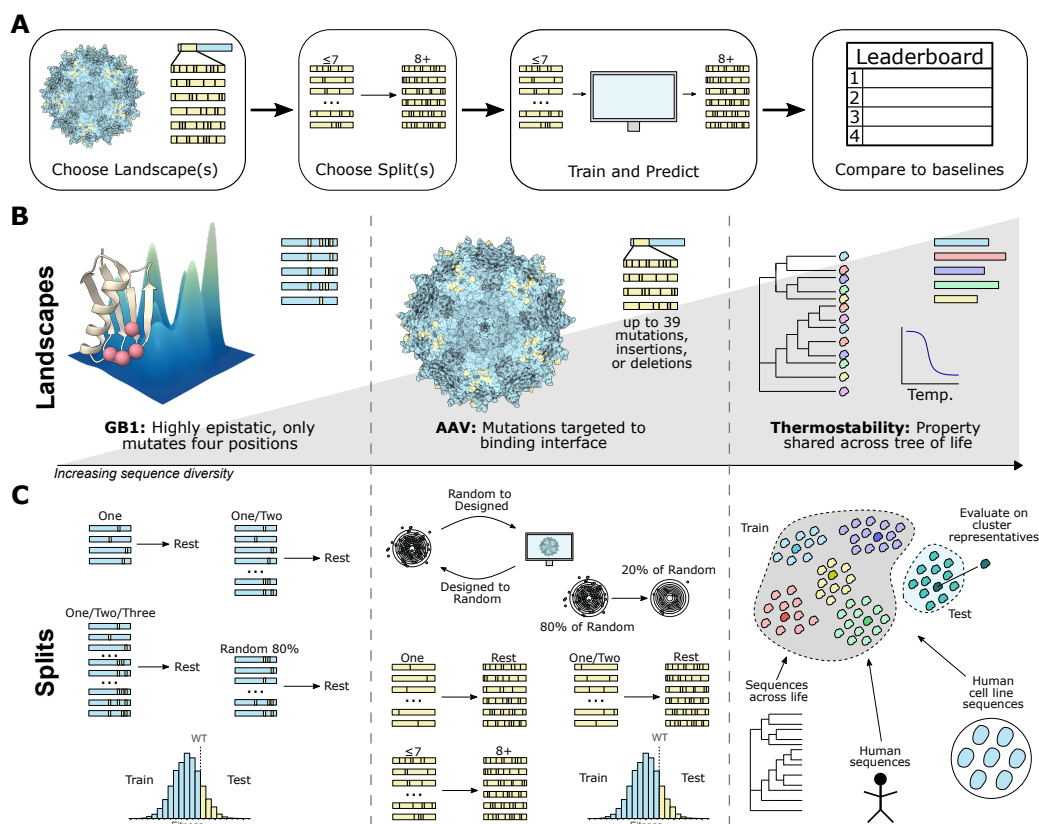 A
≤7
8+
≤7
8+
Leaderboard
1
2
3
4
Choose Landscape(s)
Choose Split(s)
Train and Predict
Compare to baselines
B
Landscapes
up to 39
mutations,
insertions,
or deletions
Temp.
GB1: Highly epistatic, only
mutates four positions
AAV: Mutations targeted to
binding interface
Thermostability: Property
shared across tree of life
Increasing sequence diversity
C
Splits
One
Rest
One/Two
Rest
One/Two/Three
Rest
Random 80%
Rest
WT
Train
Test
Random to
Designed
Designed to
Random
20% of Random
80% of Random
One
Rest
One/Two
Rest
≤7
8+
WT
Train
Test
Train
Evaluate on
cluster
representatives
Test
Sequences
across life
Human
sequences
Human
cell line
sequences